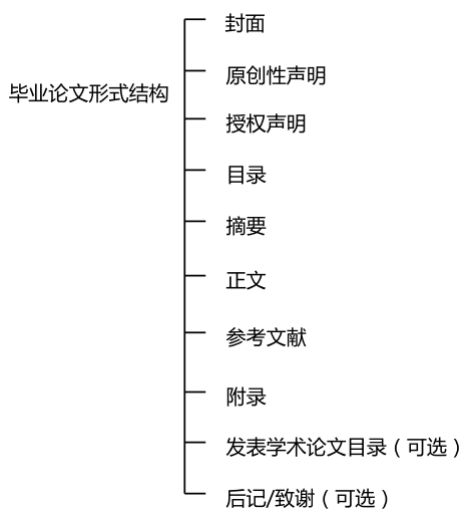 封面
原创性声明
毕业论文形式结构
授权声明
目录
摘要
正文
参考文献
附录
发表学术论文目录（可选）
后记/致谢（可选）